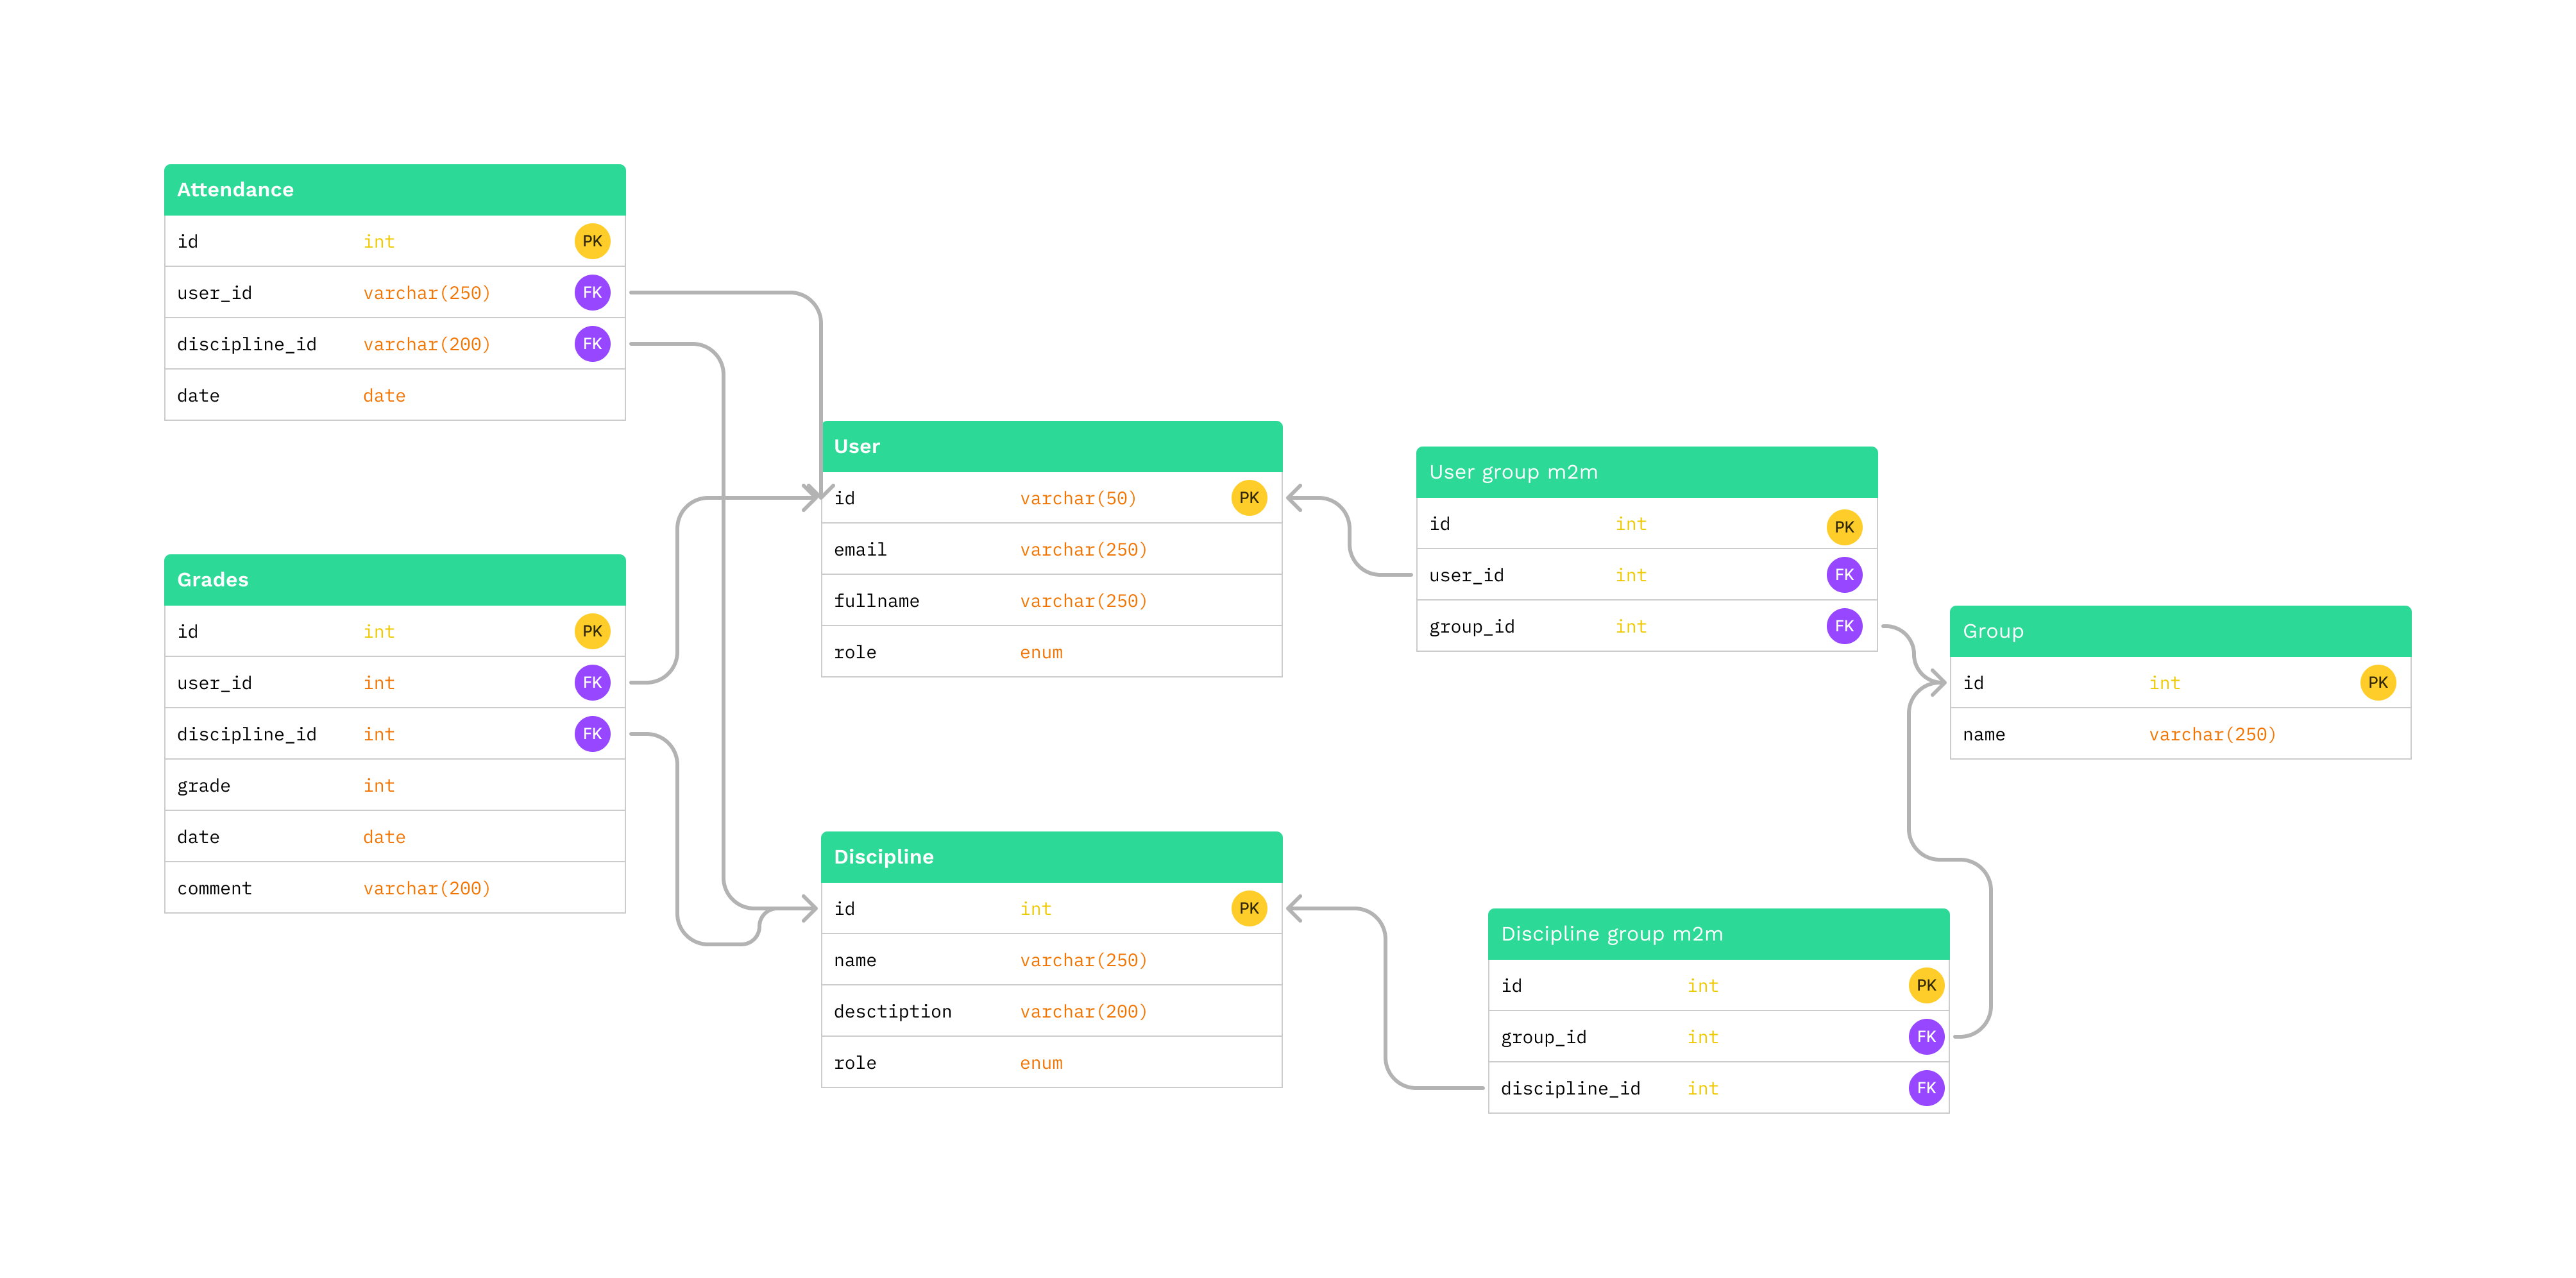 Attendance
id int PK
user_id varchar(250) FK
discipline_id varchar(200) FK
date date
Grades
id int PK
user_id int FK
discipline_id int FK
grade int
date date
comment varchar(200)
User
id varchar(50) PK
email varchar(250)
fullname varchar(250)
role enum
Discipline
id int PK
name varchar(250)
desctiption varchar(200)
role enum
User group m2m
id int PK
user_id int FK
group_id int FK
Group
id int PK
name varchar(250)
Discipline group m2m
id int PK
group_id int FK
discipline_id int FK